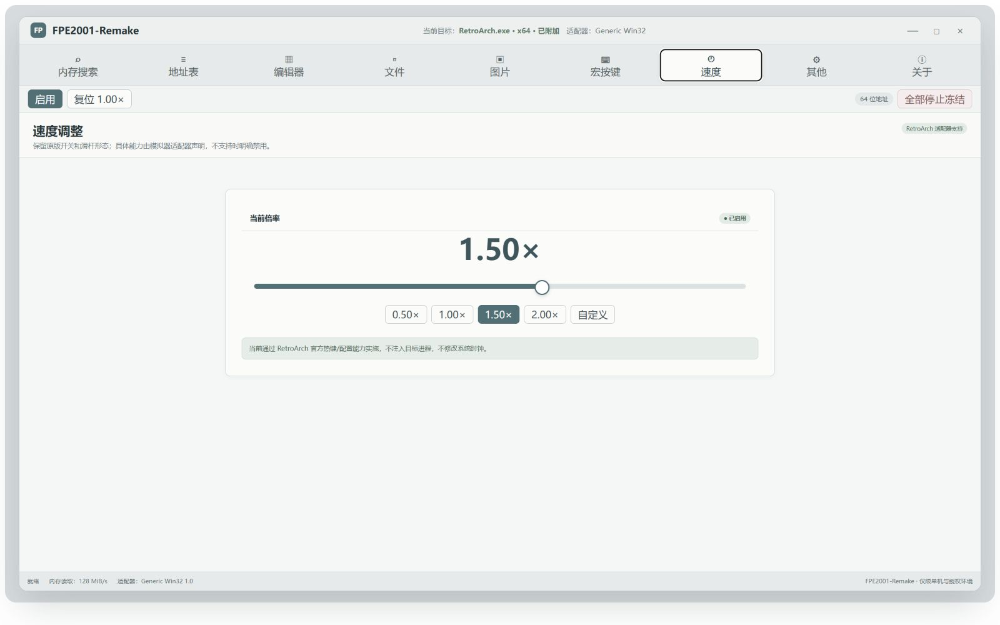 FP FPE2001-Remake 当前目标：RetroArch.exe • x64 • 已附加 适配器：Generic Win32
内存搜索 地址表 编辑器 文件 图片 宏按键 速度 其他 关于
启用 复位 1.00× 64 位地址 全部停止冻结
速度调整 RetroArch 适配器支持
保留原版开关和滑杆形态；具体能力由模拟器适配器声明，不支持时明确禁用。
当前倍率 • 已启用
1.50×
0.50× 1.00× 1.50× 2.00× 自定义
当前通过 RetroArch 官方热键/配置能力实施，不注入目标进程，不修改系统时钟。
就绪 内存读取：128 MiB/s 适配器：Generic Win32 1.0 FPE2001-Remake · 仅限单机与授权环境